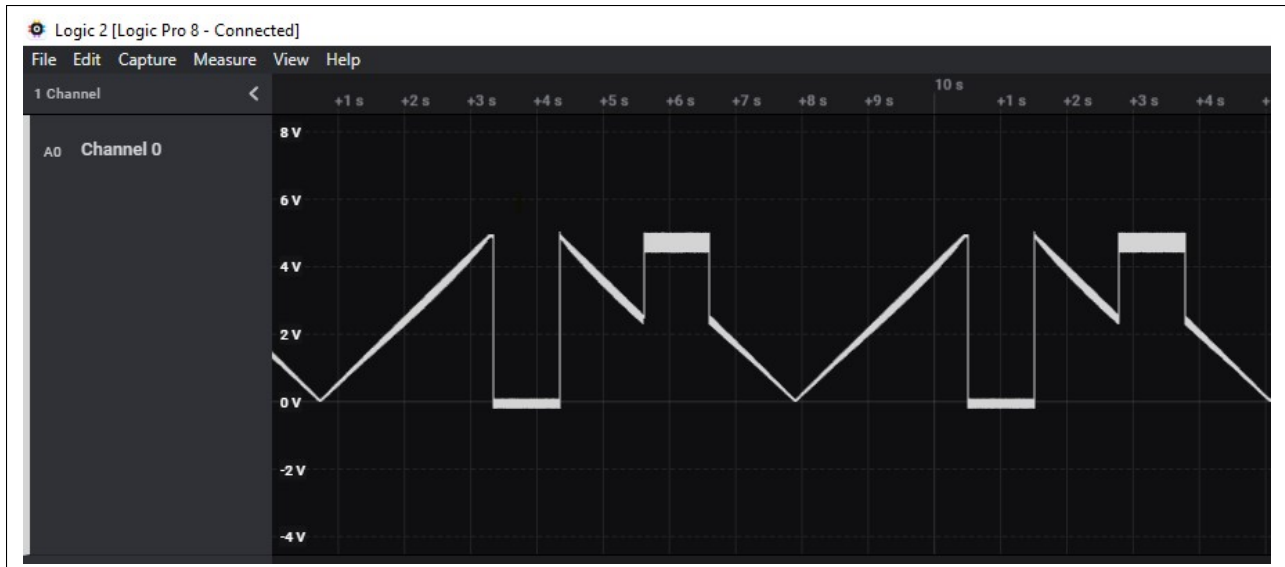 Logic 2 [Logic Pro 8 - Connected]
File Edit Capture Measure View Help
1 Channel
10 s
+1 s +2 s +3 s +4 s +5 s +6 s +7 s +8 s +9 s +1 s +2 s +3 s +4 s +
A0 Channel 0
8 V
6 V
4 V
2 V
0 V
-2 V
-4 V